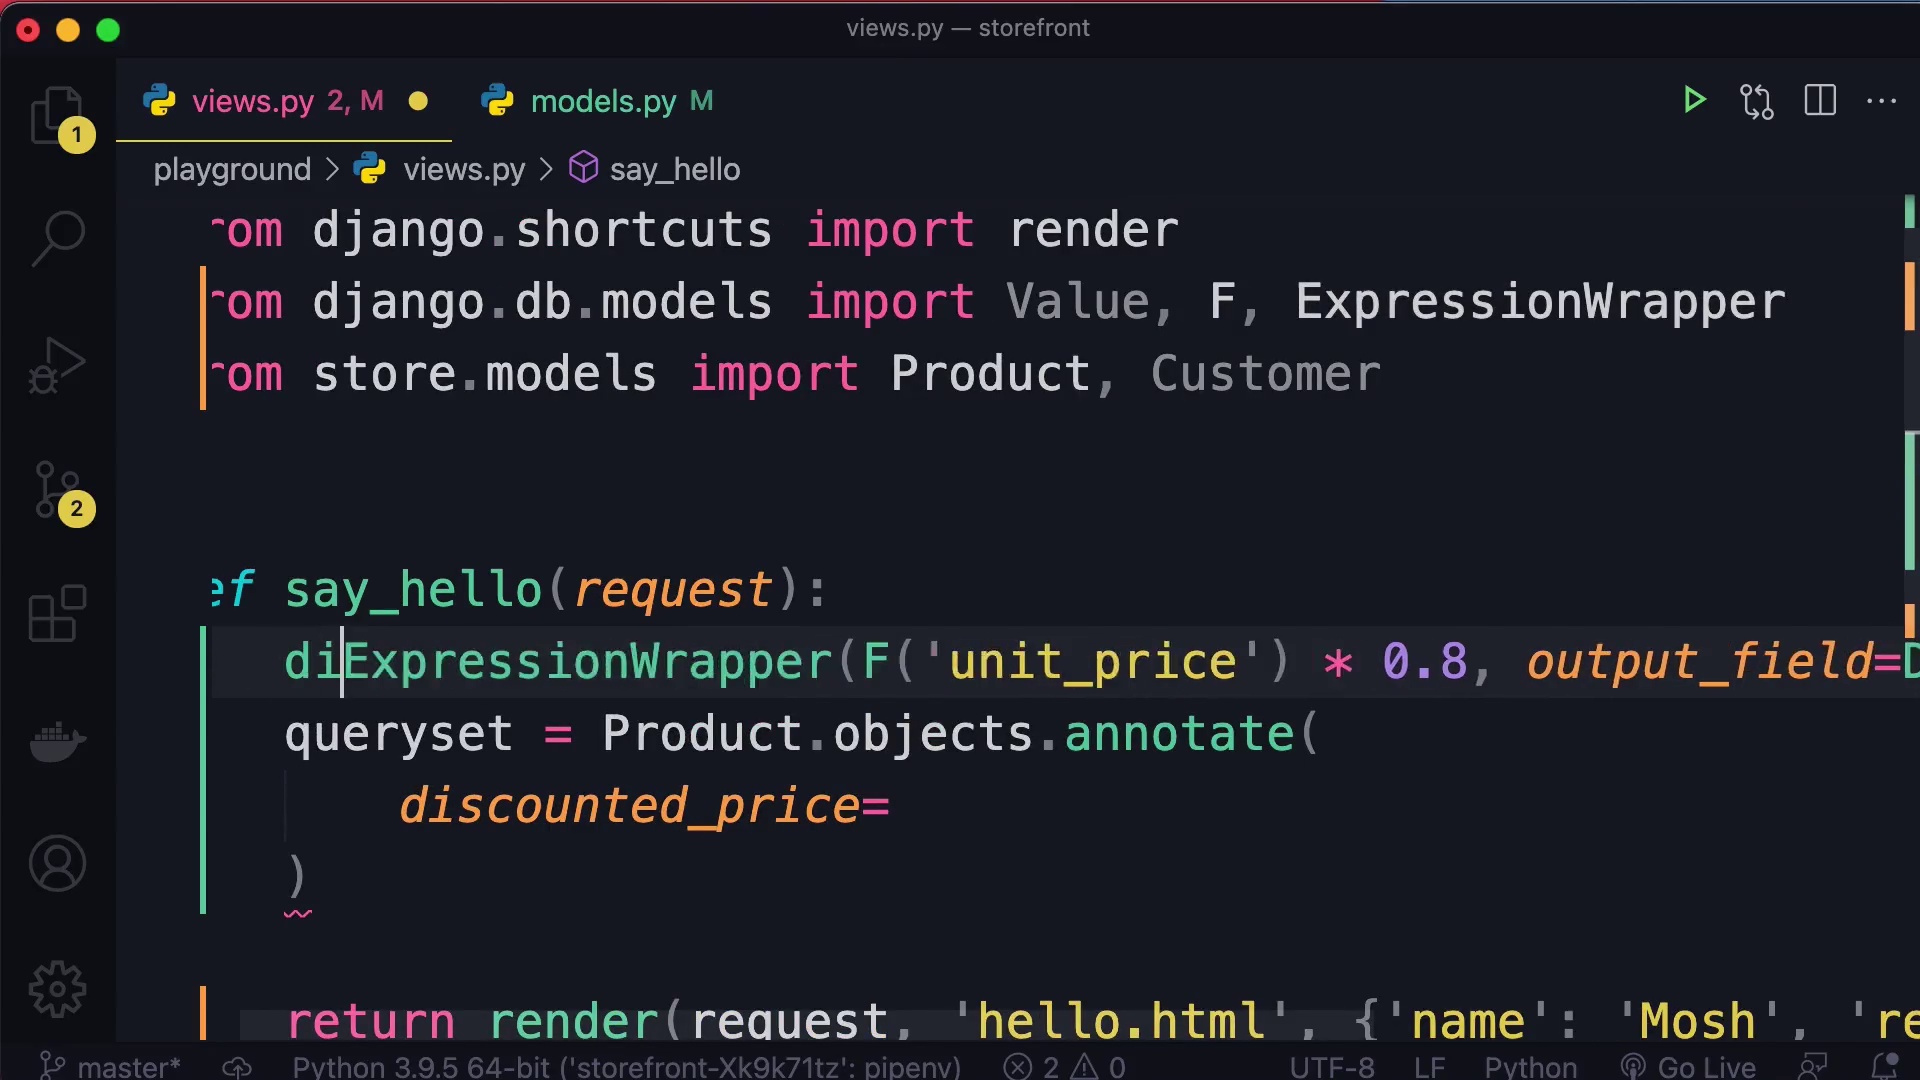 views.py — storefront
views.py 2, M models.py M
1
playground > views.py > say_hello
rom django.shortcuts import render
rom django.db.models import Value, F, ExpressionWrapper
rom store.models import Product, Customer
2
ef say_hello(request):
diExpressionWrapper(F('unit_price') * 0.8, output_field=D
queryset = Product.objects.annotate(
discounted_price=
)
return render(request, 'hello.html', {'name': 'Mosh', 're
master* Python 3.9.5 64-bit ('storefront-Xk9k71tz': pipenv) 2 0 UTF-8 LF Python Go Live